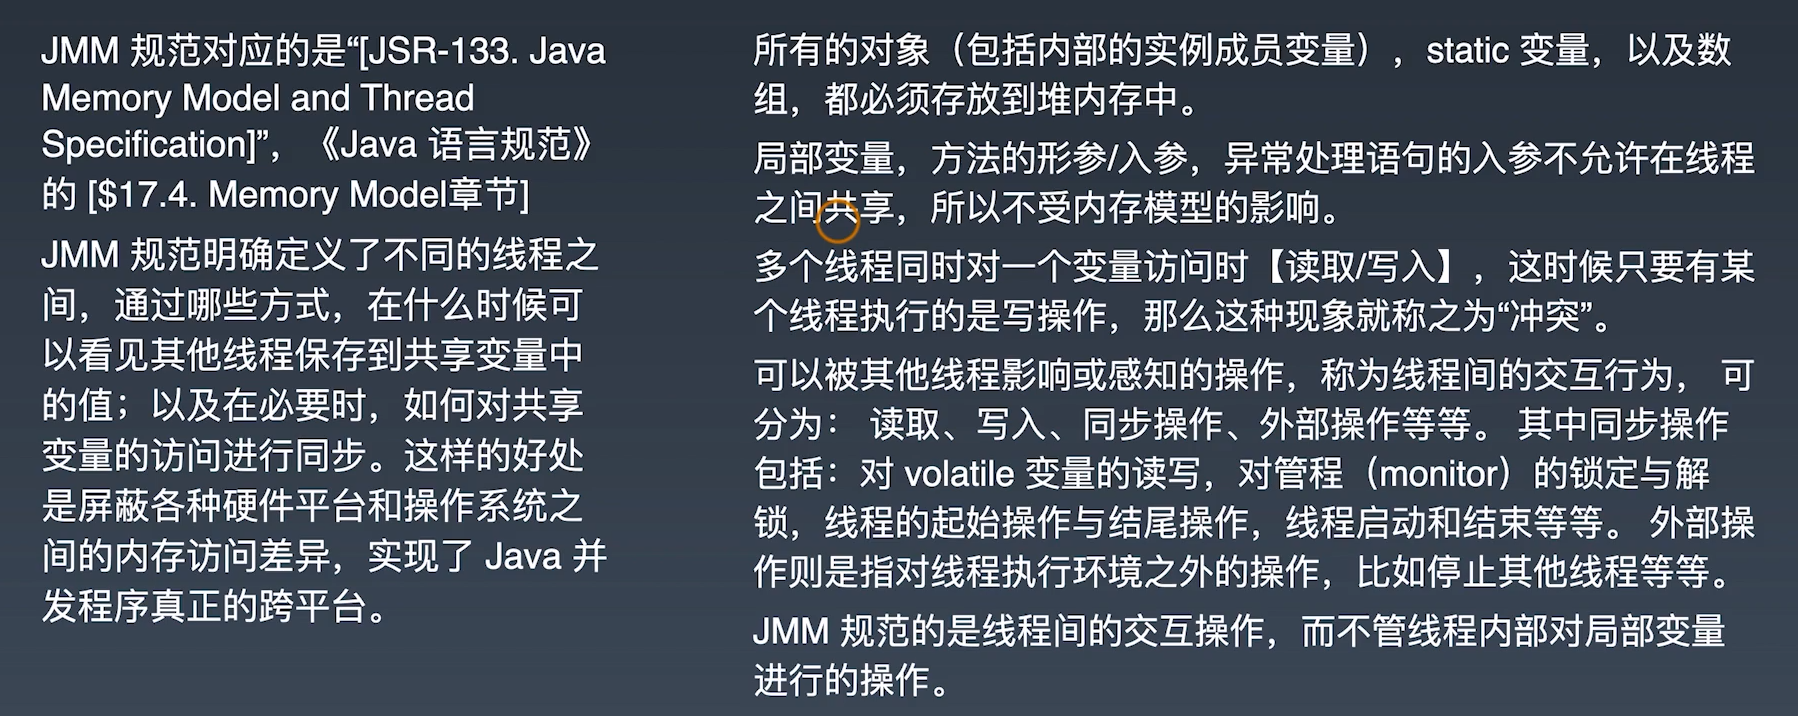 JMM 规范对应的是“[JSR-133. Java
Memory Model and Thread
Specification]”，《Java 语言规范》
的 [$17.4. Memory Model章节]
JMM 规范明确定义了不同的线程之
间，通过哪些方式，在什么时候可
以看见其他线程保存到共享变量中
的值；以及在必要时，如何对共享
变量的访问进行同步。这样的好处
是屏蔽各种硬件平台和操作系统之
间的内存访问差异，实现了 Java 并
发程序真正的跨平台。
所有的对象（包括内部的实例成员变量），static 变量，以及数
组，都必须存放到堆内存中。
局部变量，方法的形参/入参，异常处理语句的入参不允许在线程
之间共享，所以不受内存模型的影响。
多个线程同时对一个变量访问时【读取/写入】，这时候只要有某
个线程执行的是写操作，那么这种现象就称之为“冲突”。
可以被其他线程影响或感知的操作，称为线程间的交互行为， 可
分为： 读取、写入、同步操作、外部操作等等。 其中同步操作
包括：对 volatile 变量的读写，对管程（monitor）的锁定与解
锁，线程的起始操作与结尾操作，线程启动和结束等等。 外部操
作则是指对线程执行环境之外的操作，比如停止其他线程等等。
JMM 规范的是线程间的交互操作，而不管线程内部对局部变量
进行的操作。